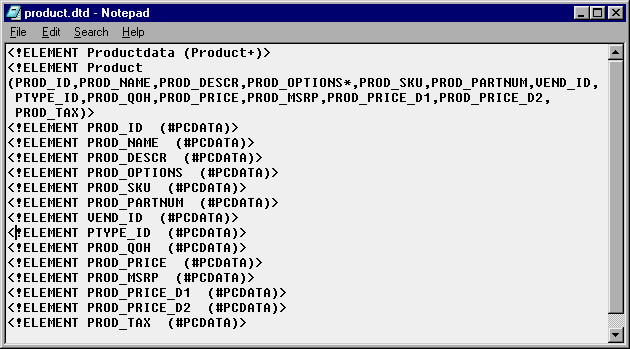 product.dtd - Notepad
File Edit Search Help
<!ELEMENT Productdata (Product+)>
<!ELEMENT Product
(PROD_ID,PROD_NAME,PROD_DESCR,PROD_OPTIONS*,PROD_SKU,PROD_PARTNUM,VEND_ID,
PTYPE_ID,PROD_QOH,PROD_PRICE,PROD_MSRP,PROD_PRICE_D1,PROD_PRICE_D2,
PROD_TAX)>
<!ELEMENT PROD_ID (#PCDATA)>
<!ELEMENT PROD_NAME (#PCDATA)>
<!ELEMENT PROD_DESCR (#PCDATA)>
<!ELEMENT PROD_OPTIONS (#PCDATA)>
<!ELEMENT PROD_SKU (#PCDATA)>
<!ELEMENT PROD_PARTNUM (#PCDATA)>
<!ELEMENT VEND_ID (#PCDATA)>
<!ELEMENT PTYPE_ID (#PCDATA)>
<!ELEMENT PROD_QOH (#PCDATA)>
<!ELEMENT PROD_PRICE (#PCDATA)>
<!ELEMENT PROD_MSRP (#PCDATA)>
<!ELEMENT PROD_PRICE_D1 (#PCDATA)>
<!ELEMENT PROD_PRICE_D2 (#PCDATA)>
<!ELEMENT PROD_TAX (#PCDATA)>